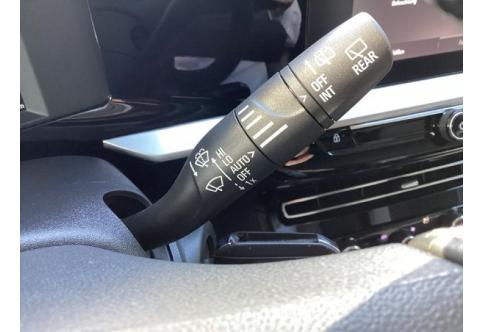 REAR
OFF
INT
HI
LO
AUTO >
OFF
1x